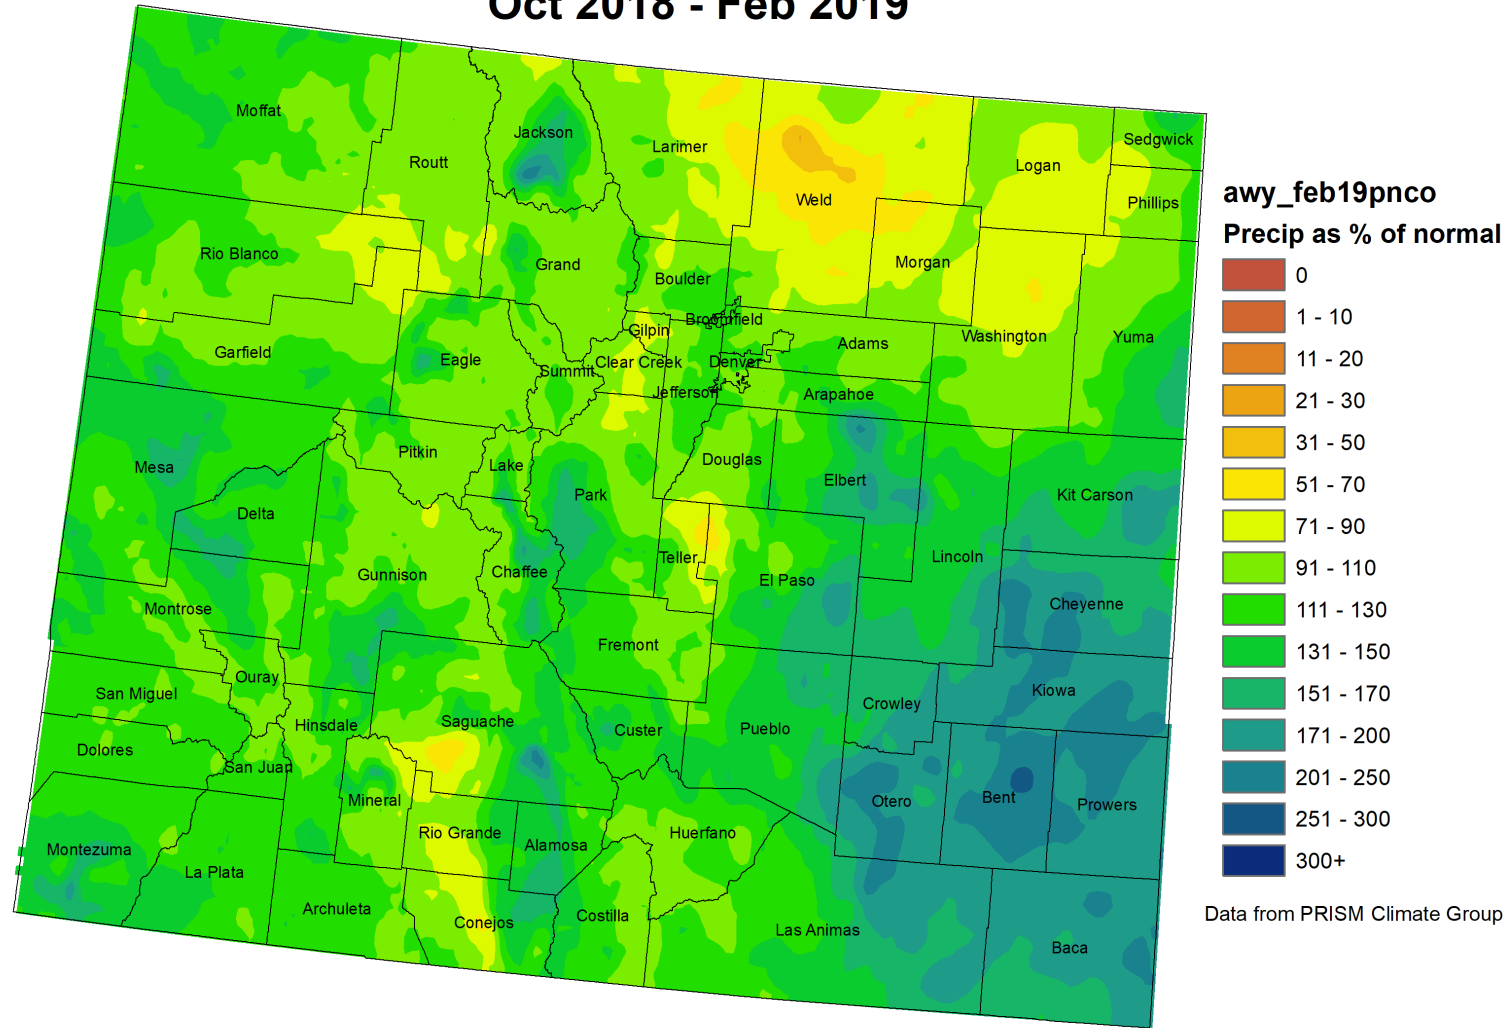 Oct 2018 - Feb 2019
Moffat
Routt
Jackson
Larimer
Weld
Logan
Sedgwick
Phillips
Rio Blanco
Grand
Boulder
Morgan
Garfield
Eagle
Summit
Gilpin
Clear Creek
Broomfield
Denver
Jefferson
Adams
Arapahoe
Washington
Yuma
Mesa
Delta
Pitkin
Lake
Park
Douglas
Elbert
Kit Carson
Lincoln
Gunnison
Chaffee
Teller
El Paso
Cheyenne
Montrose
Ouray
Fremont
Kiowa
San Miguel
Hinsdale
Saguache
Custer
Pueblo
Crowley
Dolores
San Juan
Mineral
Rio Grande
Alamosa
Huerfano
Otero
Bent
Prowers
Montezuma
La Plata
Archuleta
Conejos
Costilla
Las Animas
Baca
awy_feb19pnco
Precip as % of normal
0
1 - 10
11 - 20
21 - 30
31 - 50
51 - 70
71 - 90
91 - 110
111 - 130
131 - 150
151 - 170
171 - 200
201 - 250
251 - 300
300+
Data from PRISM Climate Group